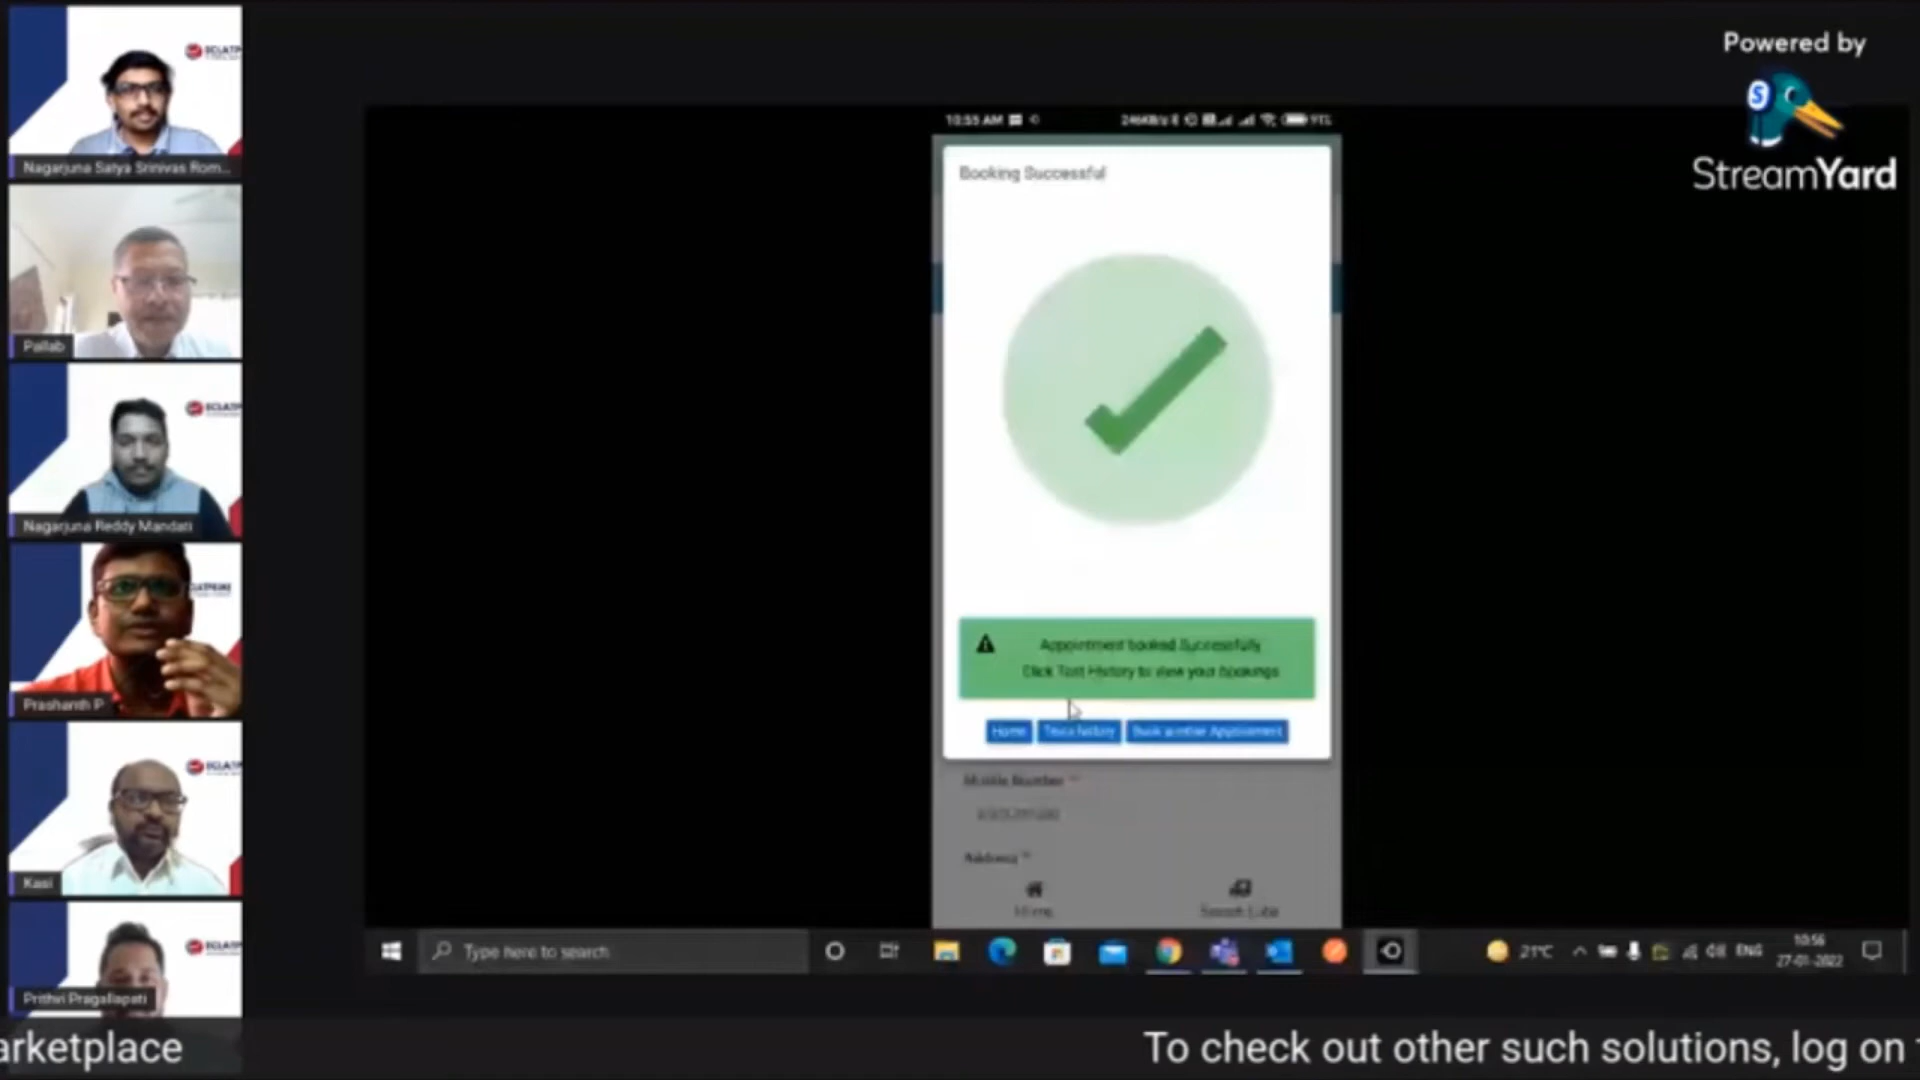 Nagarjuna Satya Srinivas Rom...
Pallab
Nagarjuna Reddy Mandati
Prashanth P
Kasi
Prithvi Pragallapati
Powered by
StreamYard
10:55 AM
Booking Successful
Appointment booked Successfully
Click Test History to view your bookings
Home
Book another Appointment
Mobile Number *
Address *
Home
Search Labs
Type here to search
21°C
ENG
10:56
27-01-2022
arketplace
To check out other such solutions, log on